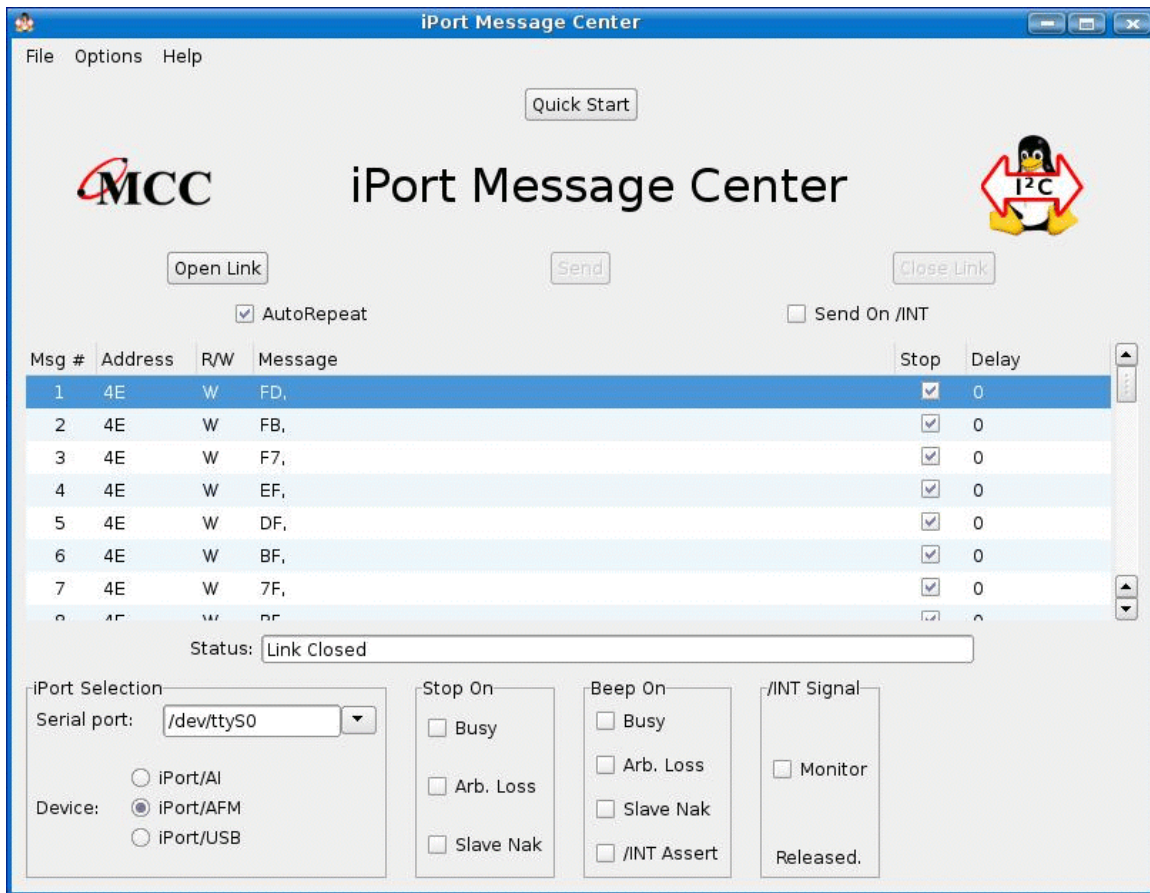 iPort Message Center
File Options Help
Quick Start
MCC
iPort Message Center
I²C
Open Link Send Close Link
AutoRepeat Send On /INT
Msg # Address R/W Message Stop Delay
1 4E W FD, 0
2 4E W FB, 0
3 4E W F7, 0
4 4E W EF, 0
5 4E W DF, 0
6 4E W BF, 0
7 4E W 7F, 0
Status: Link Closed
iPort Selection Stop On Beep On /INT Signal
Serial port: /dev/ttyS0 Busy Busy
iPort/AI Arb. Loss Arb. Loss Monitor
Device: iPort/AFM Slave Nak
iPort/USB Slave Nak /INT Assert Released.